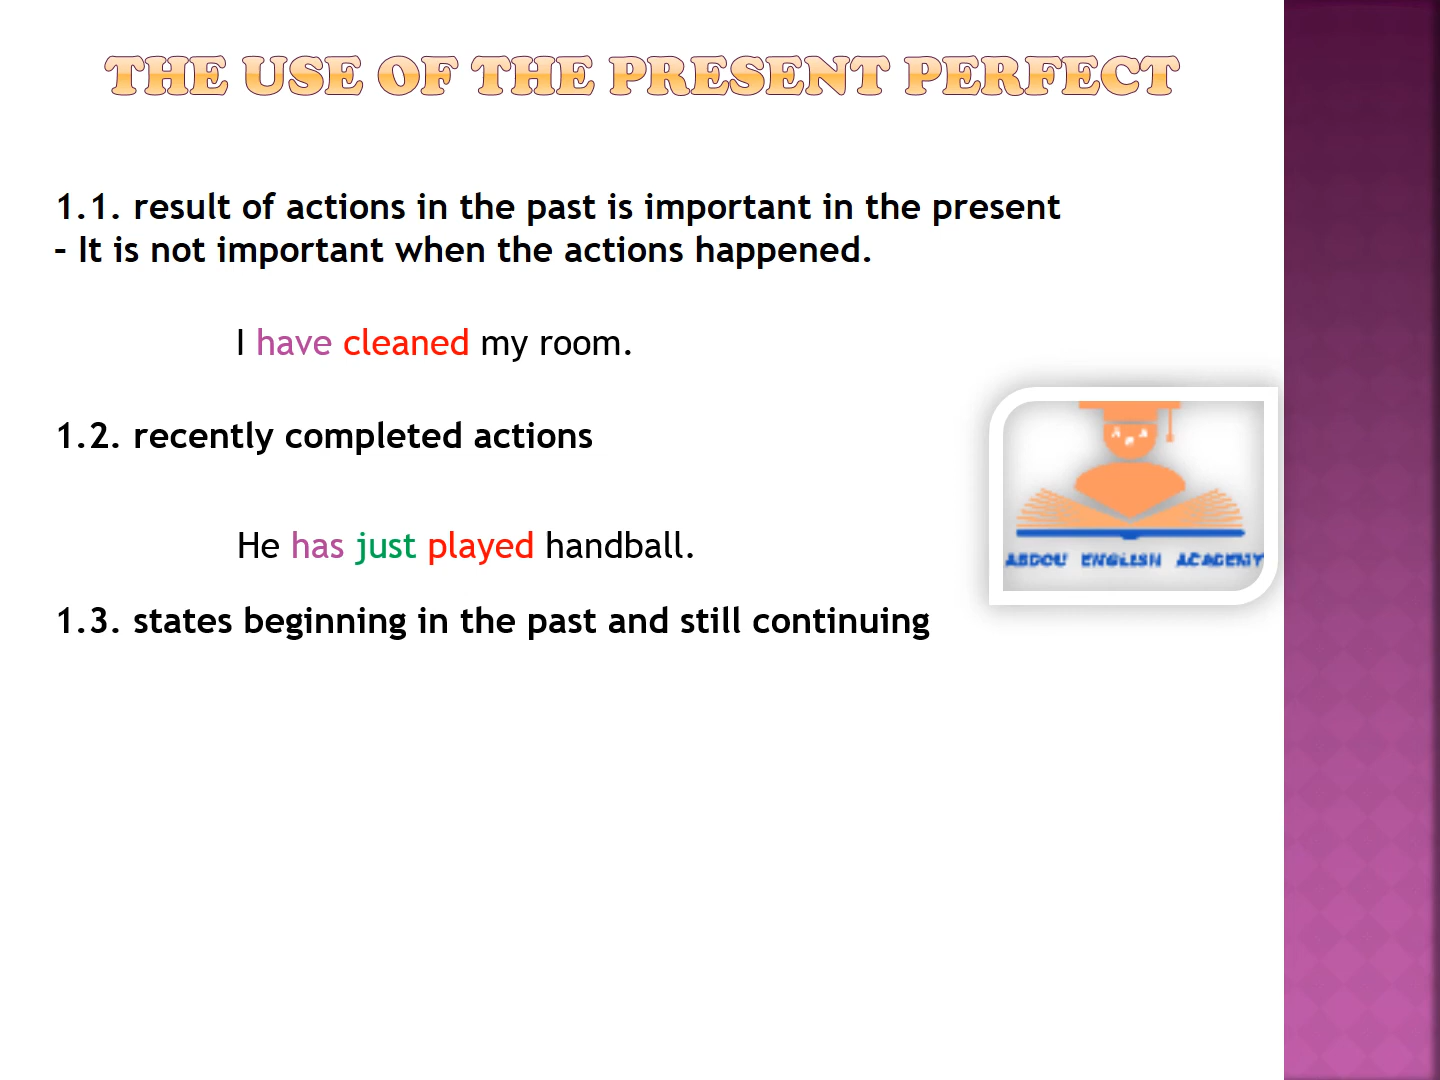 THE USE OF THE PRESENT PERFECT
1.1. result of actions in the past is important in the present
– It is not important when the actions happened.
I have cleaned my room.
1.2. recently completed actions
He has just played handball.
1.3. states beginning in the past and still continuing
ABDOU ENGLISH ACADEMY